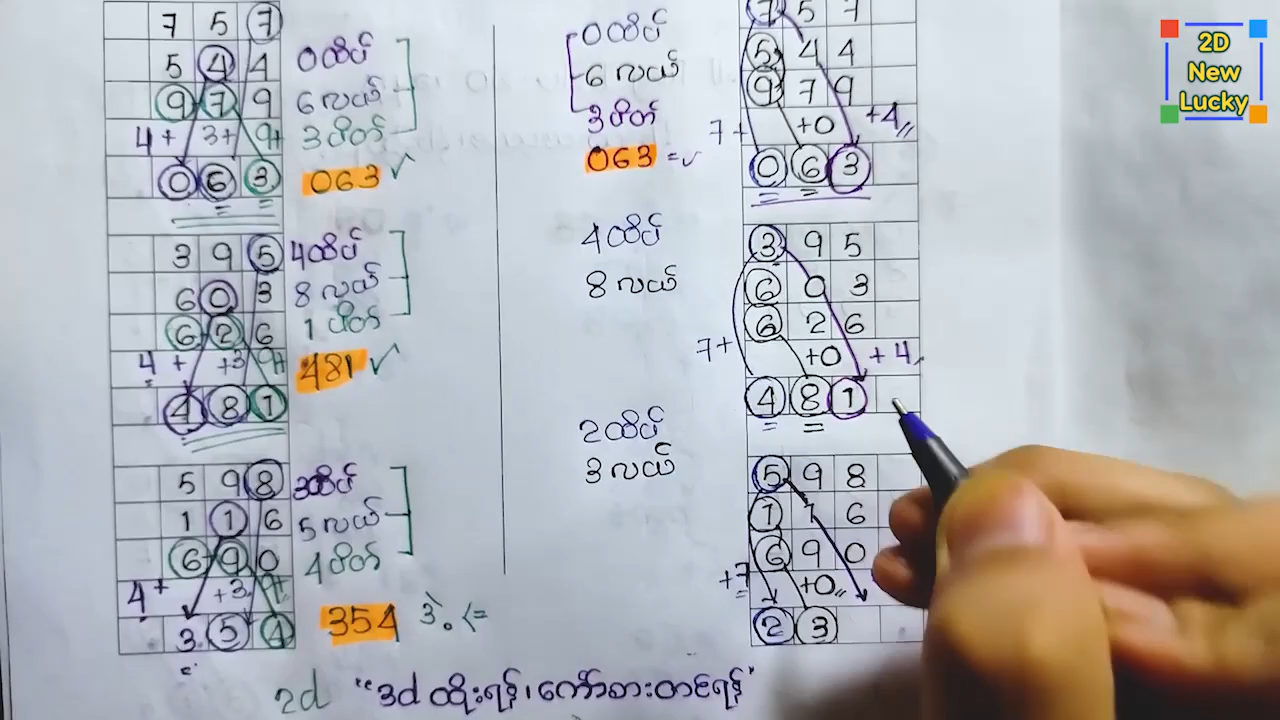 7 5 7
5 4 4
9 7 9
4+ 3+ 9+
0 6 3
0ထိပ်
6 လယ်
3 ပိတ်
063 ✓
3 9 5
6 0 3
6 2 6
4 + +3 9+
4 8 1
4ထိပ်
8 လယ်
1 ပိတ်
481 ✓
5 9 8
1 1 6
6 9 0
4+ +3 9+
3 5 4
3ထိပ်
5 လယ်
4 ပိတ်
354
0ထိပ်
6 လယ်
3 ပိတ်
063 =✓
7 5 7
5 4 4
9 7 9
7+ +0 +4
0 6 3
4ထိပ်
8 လယ်
3 9 5
6 0 3
6 2 6
7+ +0 +4
4 8 1
2ထိပ်
3 လယ်
5 9 8
1 1 6
6 9 0
+7 +0
2 3
2d "3d ထိုးရန်၊
2D
New
Lucky